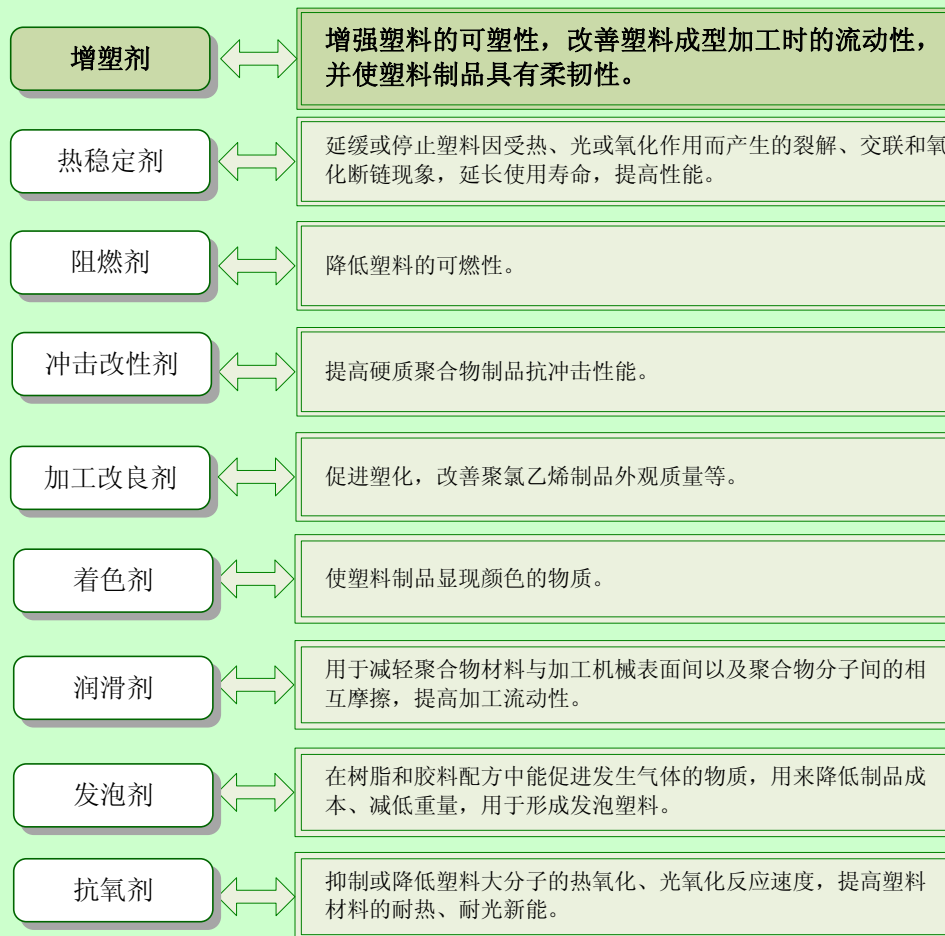 增塑剂
增强塑料的可塑性，改善塑料成型加工时的流动性，
并使塑料制品具有柔韧性。
热稳定剂
延缓或停止塑料因受热、光或氧化作用而产生的裂解、交联和氧
化断链现象，延长使用寿命，提高性能。
阻燃剂
降低塑料的可燃性。
冲击改性剂
提高硬质聚合物制品抗冲击性能。
加工改良剂
促进塑化，改善聚氯乙烯制品外观质量等。
着色剂
使塑料制品显现颜色的物质。
润滑剂
用于减轻聚合物材料与加工机械表面间以及聚合物分子间的相
互摩擦，提高加工流动性。
发泡剂
在树脂和胶料配方中能促进发生气体的物质，用来降低制品成
本、减低重量，用于形成发泡塑料。
抗氧剂
抑制或降低塑料大分子的热氧化、光氧化反应速度，提高塑料
材料的耐热、耐光新能。